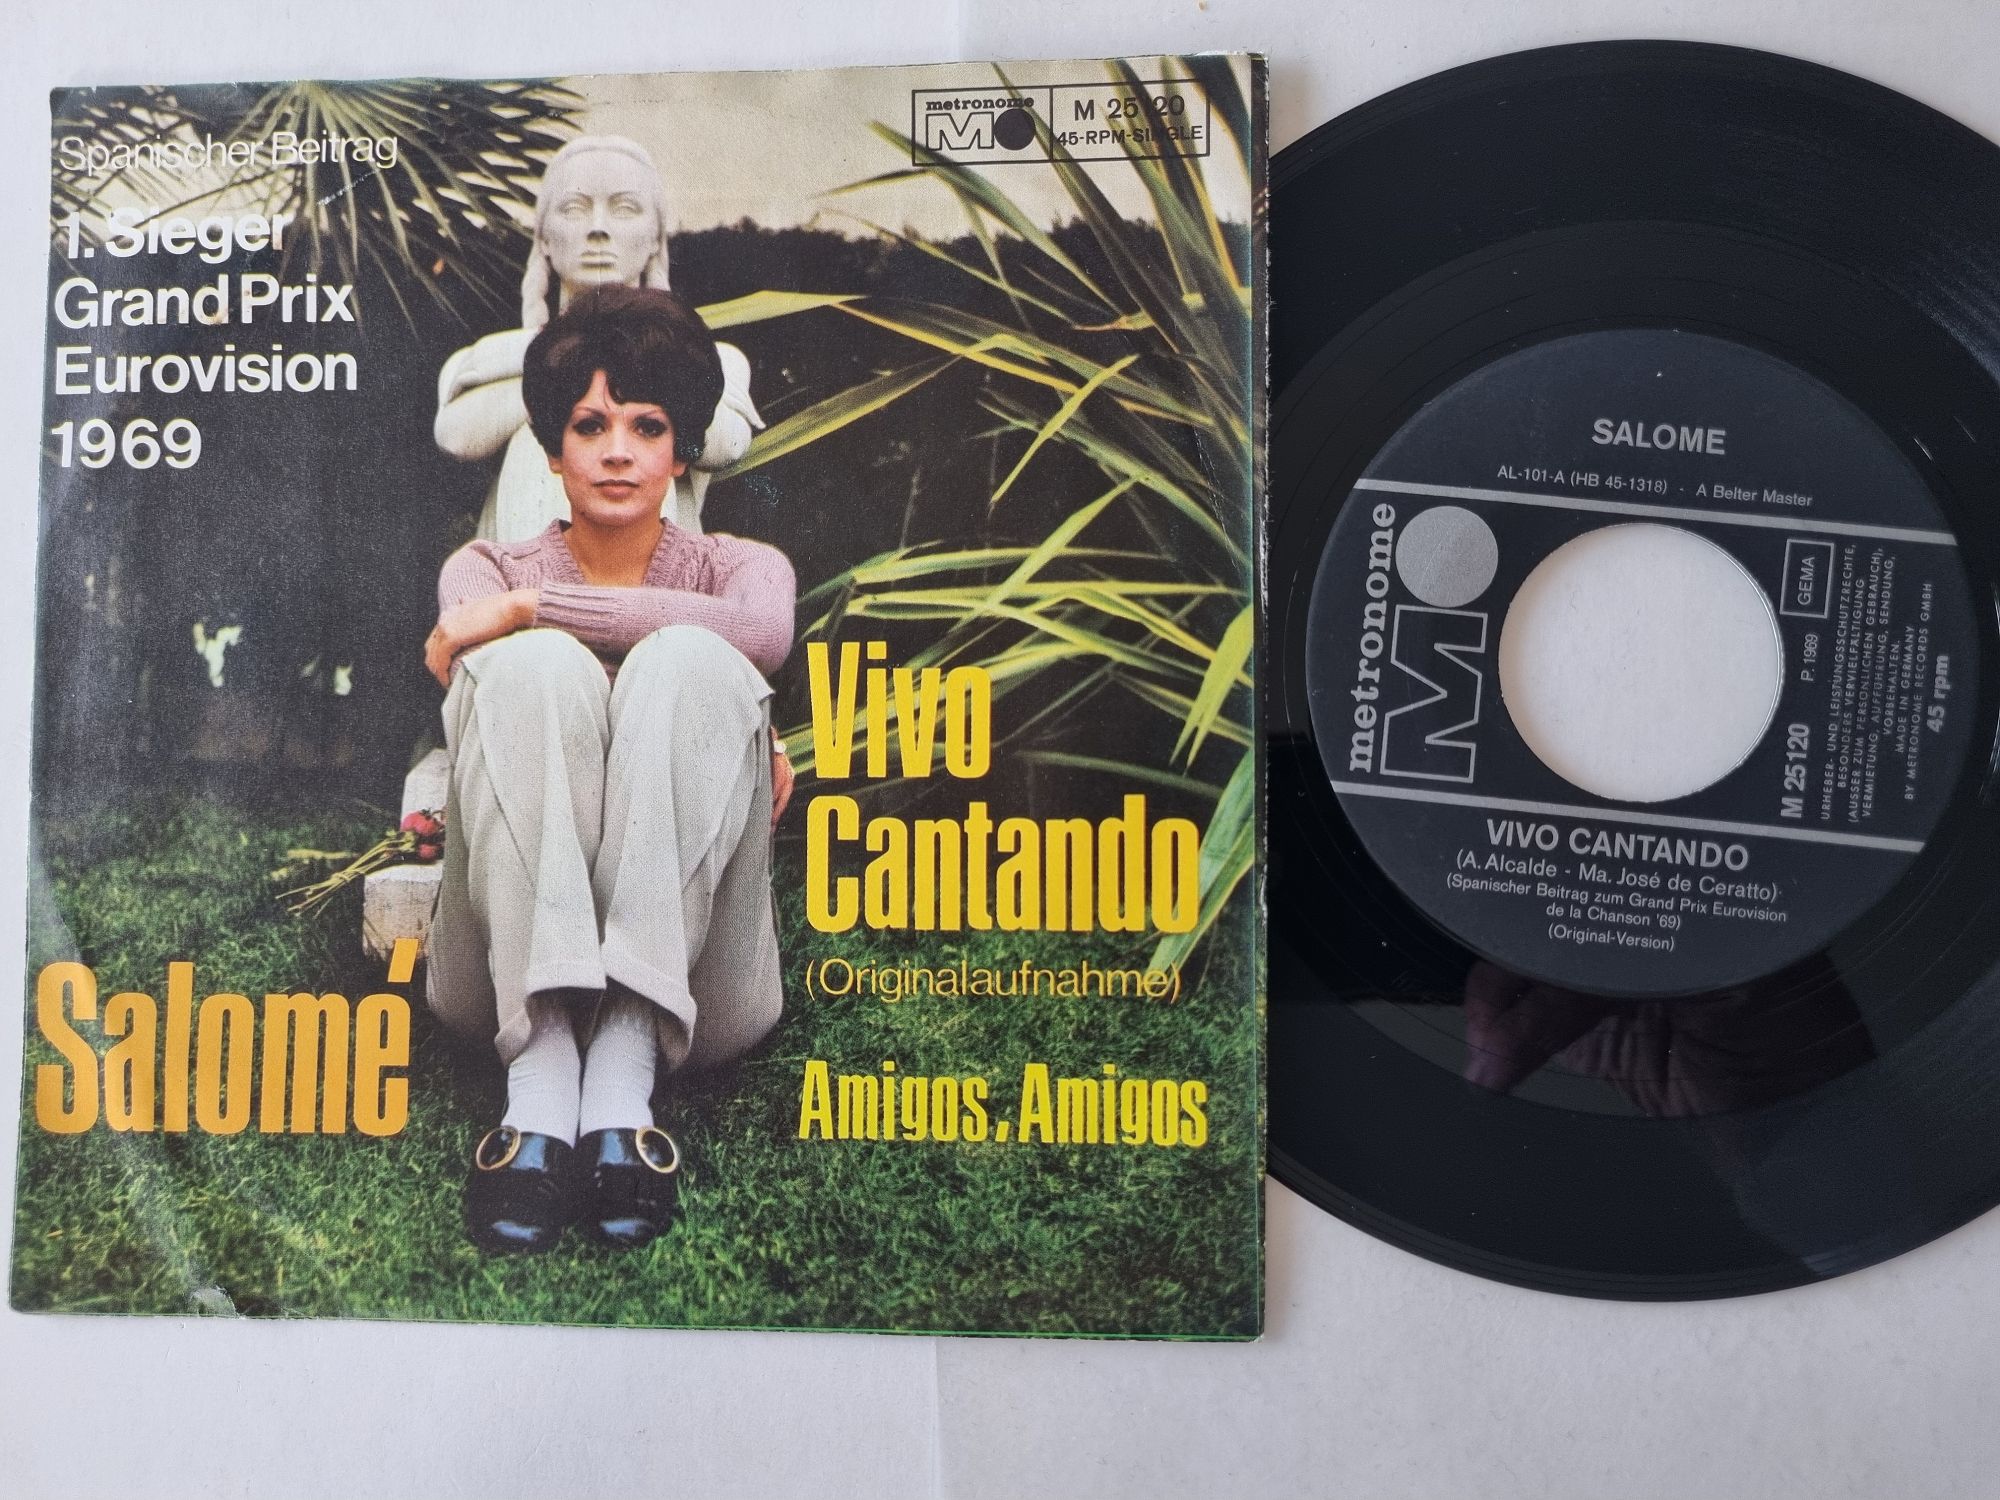 Spanischer Beitrag
1. Sieger
Grand Prix
Eurovision
1969
metronome
M 25120
45-RPM-SINGLE
Vivo
Cantando
(Originalaufnahme)
Amigos, Amigos
Salomé
SALOME
AL-101-A (HB 45-1318) - A Belter Master
metronome
GEMA
P. 1969
M 25120
URHEBER- UND LEISTUNGSSCHUTZRECHTE,
BESONDERS VERVIELFÄLTIGUNG
(AUSSER ZUM PERSÖNLICHEN GEBRAUCH),
VERMIETUNG, AUFFÜHRUNG, SENDUNG,
VORBEHALTEN.
MADE IN GERMANY
BY METRONOME RECORDS GMBH
45 rpm
VIVO CANTANDO
(A. Alcalde - Ma. José de Ceratto)
(Spanischer Beitrag zum Grand Prix Eurovision
de la Chanson '69)
(Original-Version)